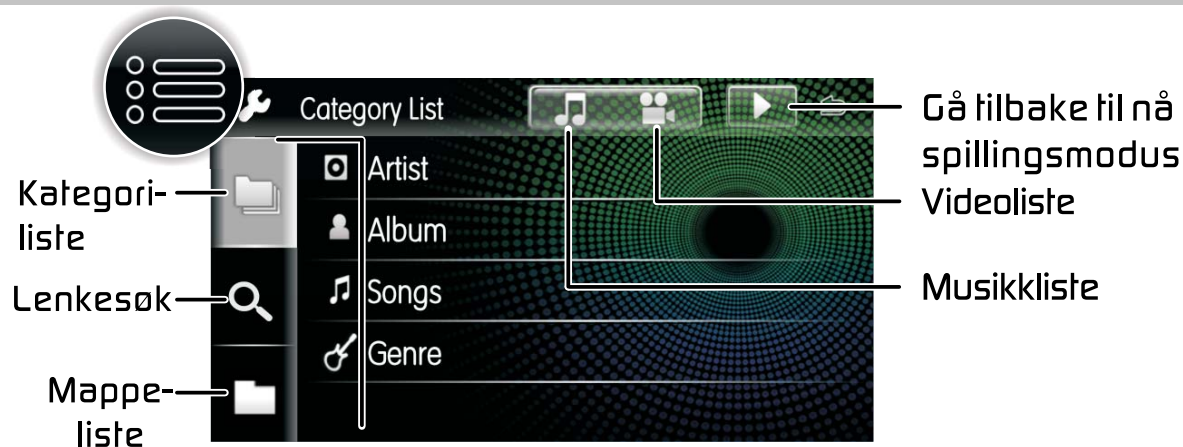 Category List
Artist
Album
Songs
Genre
Kategori-
liste
Lenkesøk
Mappe-
liste
Gå tilbake til nå
spillingsmodus
Videoliste
Musikkliste